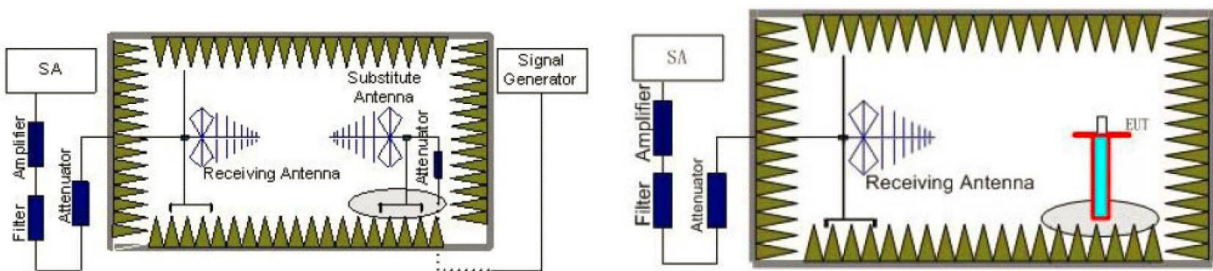 SA
Amplifier
Filter
Attenuator
Receiving Antenna
Substitute
Antenna
Attenuator
Signal
Generator
SA
Amplifier
Filter
Attenuator
Receiving Antenna
EUT